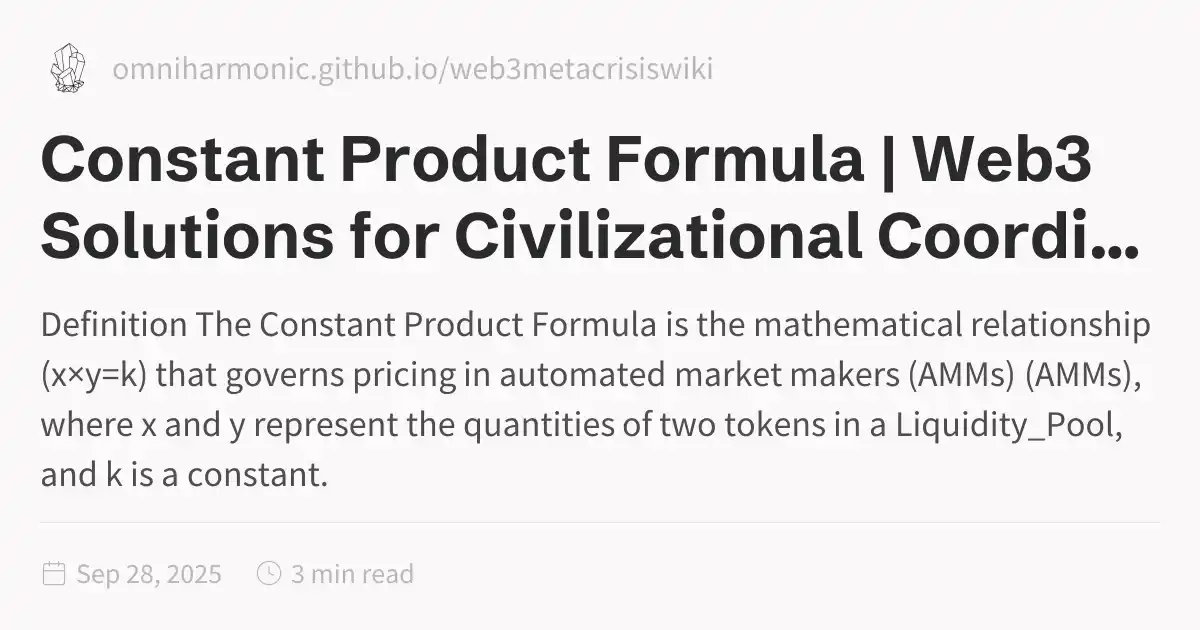 omniharmonic.github.io/web3metacrisiswiki
Constant Product Formula | Web3
Solutions for Civilizational Coordi...
Definition The Constant Product Formula is the mathematical relationship
(x×y=k) that governs pricing in automated market makers (AMMs) (AMMs),
where x and y represent the quantities of two tokens in a Liquidity_Pool,
and k is a constant.
Sep 28, 2025 3 min read